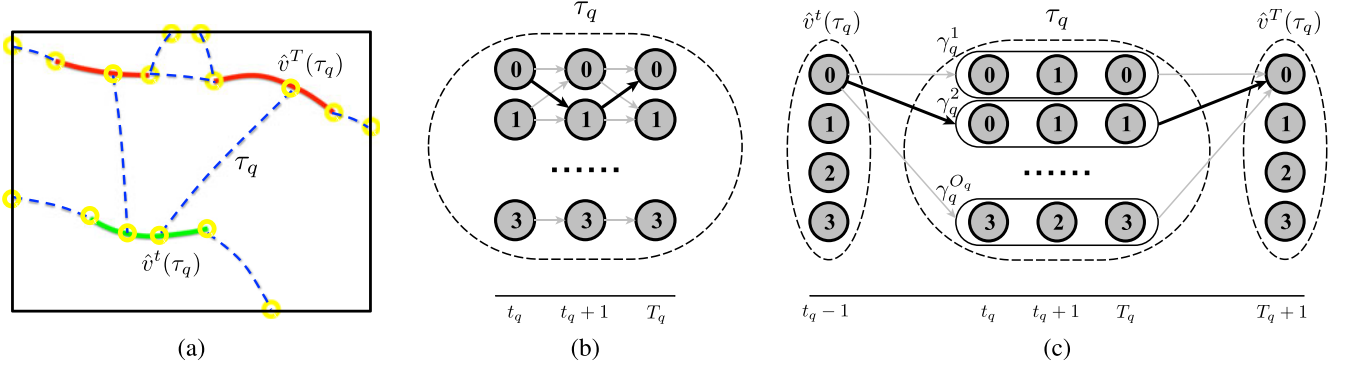 v̂ᵀ(τ_q)
τ_q
v̂ᵗ(τ_q)
(a)
τ_q
0 0 0
1 1 1
......
3 3 3
t_q t_q + 1 T_q
(b)
v̂ᵗ(τ_q) τ_q v̂ᵀ(τ_q)
γ_q^1
0 0 1 0 0
γ_q^2
1 0 1 1 1
2 ...... 2
γ_q^{O_q}
3 3 2 3 3
t_q − 1 t_q t_q + 1 T_q T_q + 1
(c)